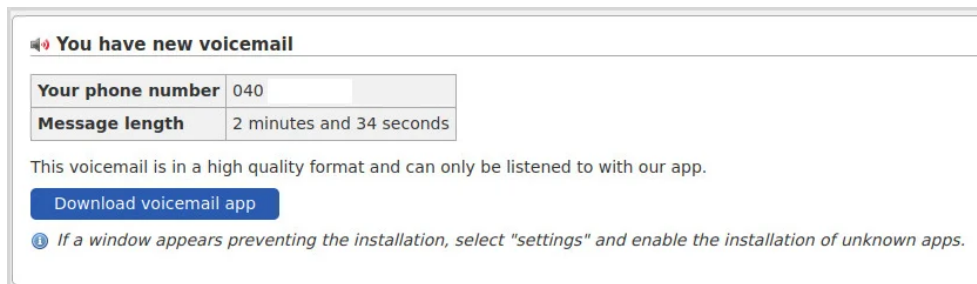 You have new voicemail
Your phone number 040
Message length 2 minutes and 34 seconds
This voicemail is in a high quality format and can only be listened to with our app.
Download voicemail app
If a window appears preventing the installation, select "settings" and enable the installation of unknown apps.